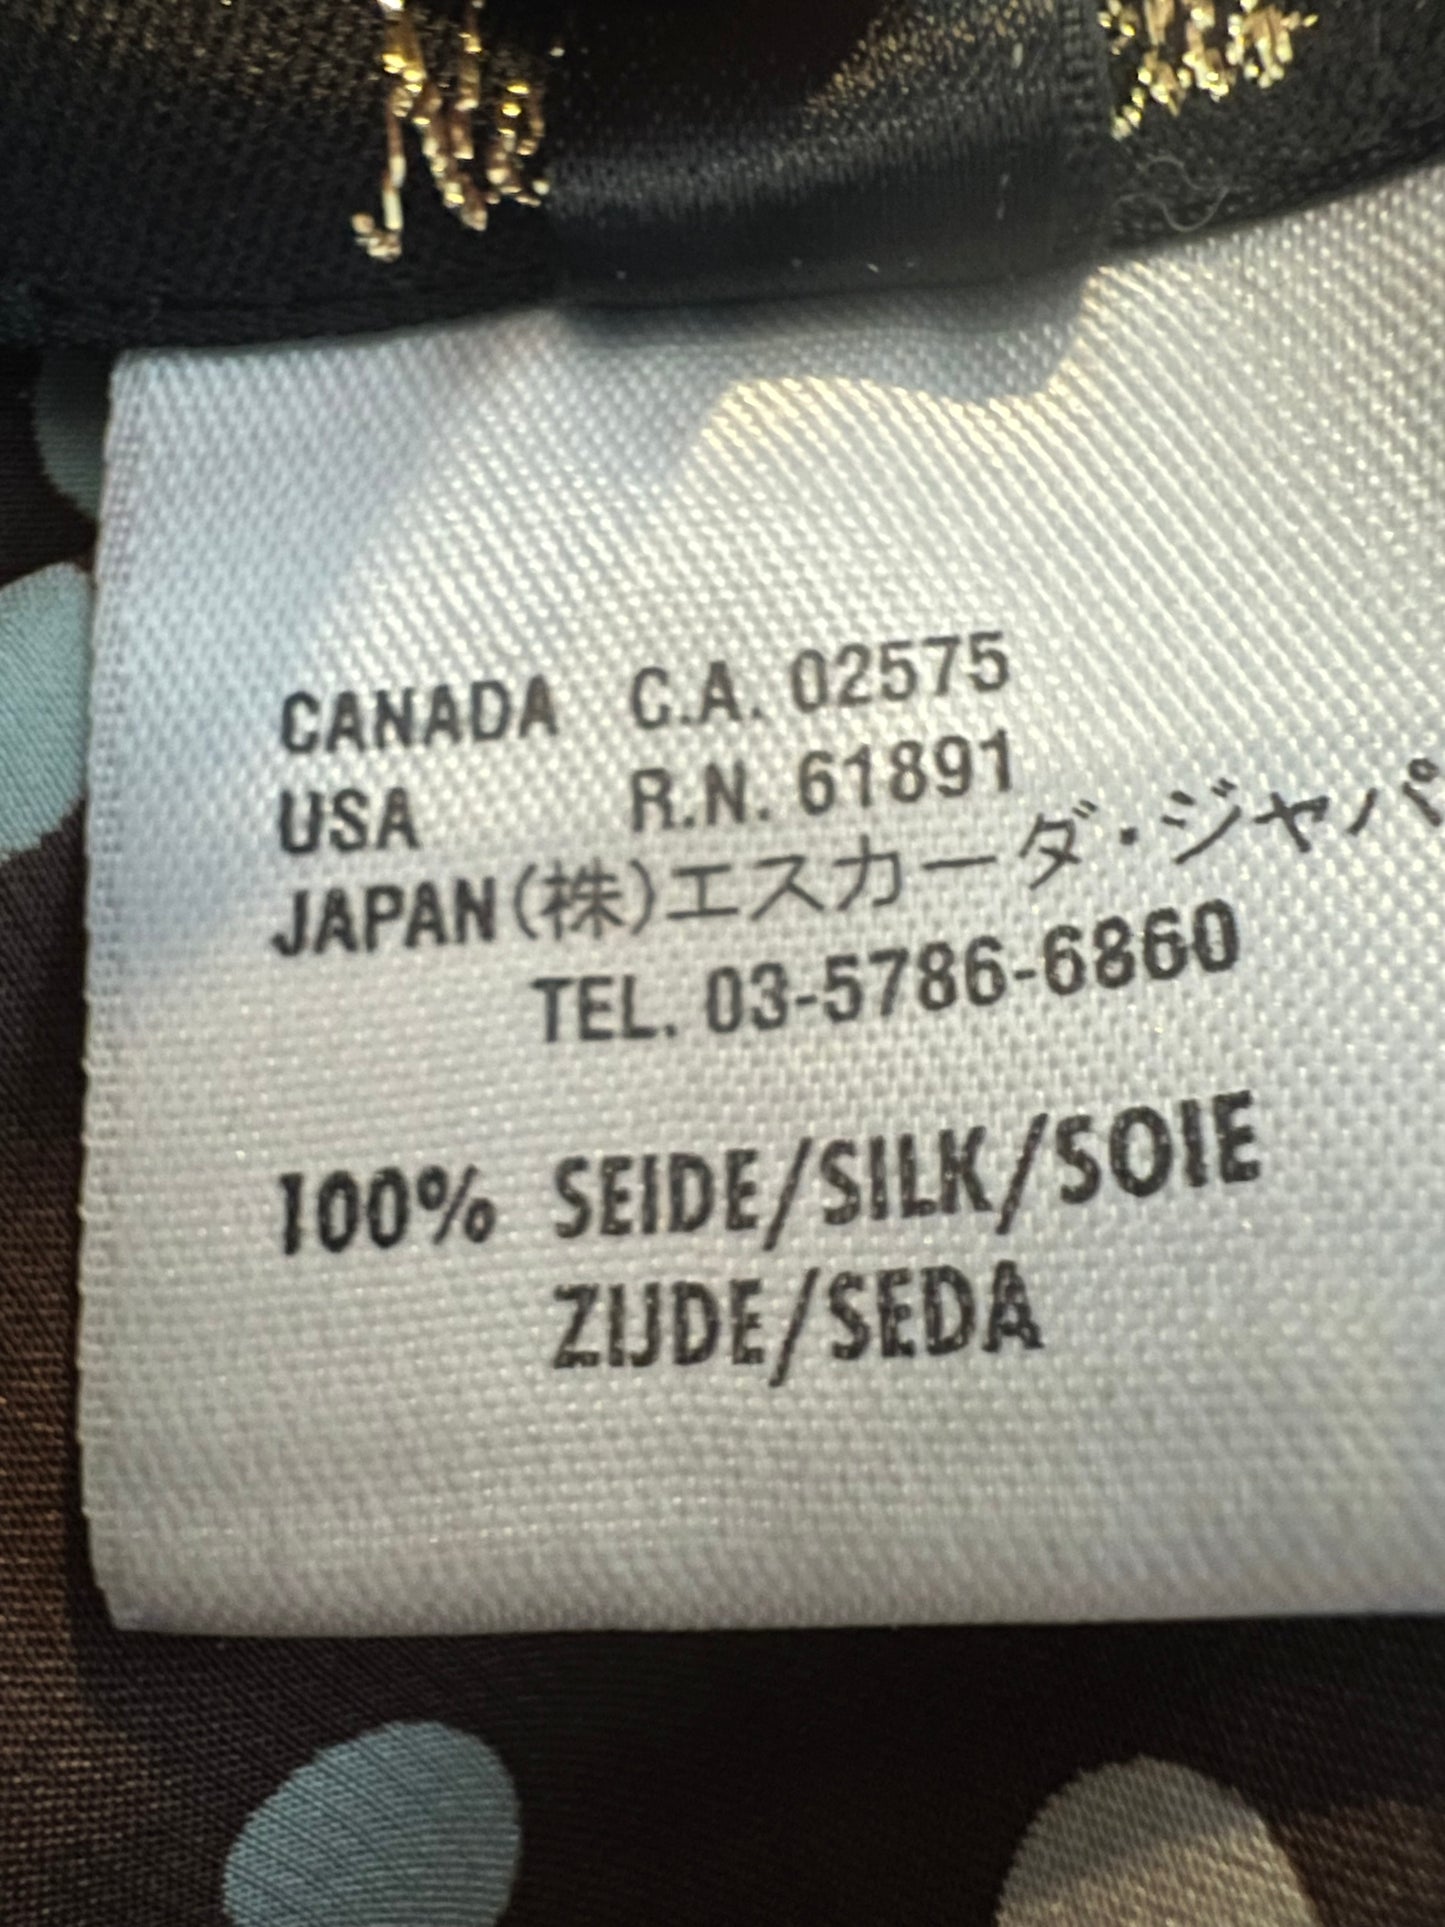 CANADA C.A. 02575
USA R.N. 61891
JAPAN (株)エスカーダ・ジャパ
TEL. 03-5786-6860
100% SEIDE/SILK/SOIE
ZIJDE/SEDA